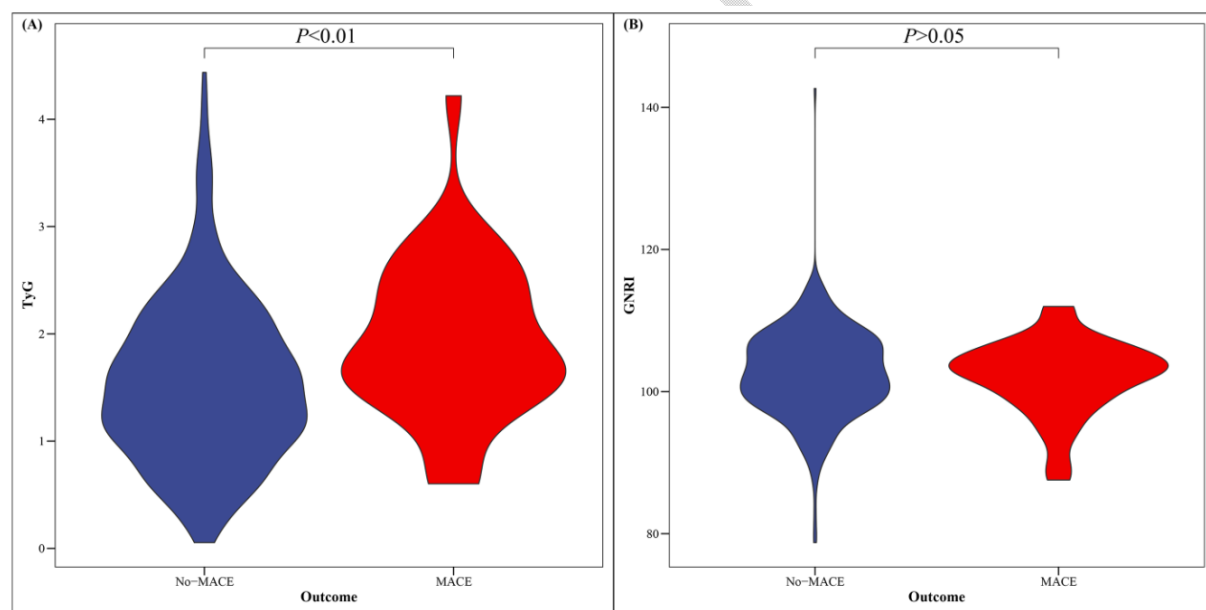 (A)
P<0.01
4
3
2
1
0
TyG
No−MACE
MACE
Outcome
(B)
P>0.05
140
120
100
80
GNRI
No−MACE
MACE
Outcome